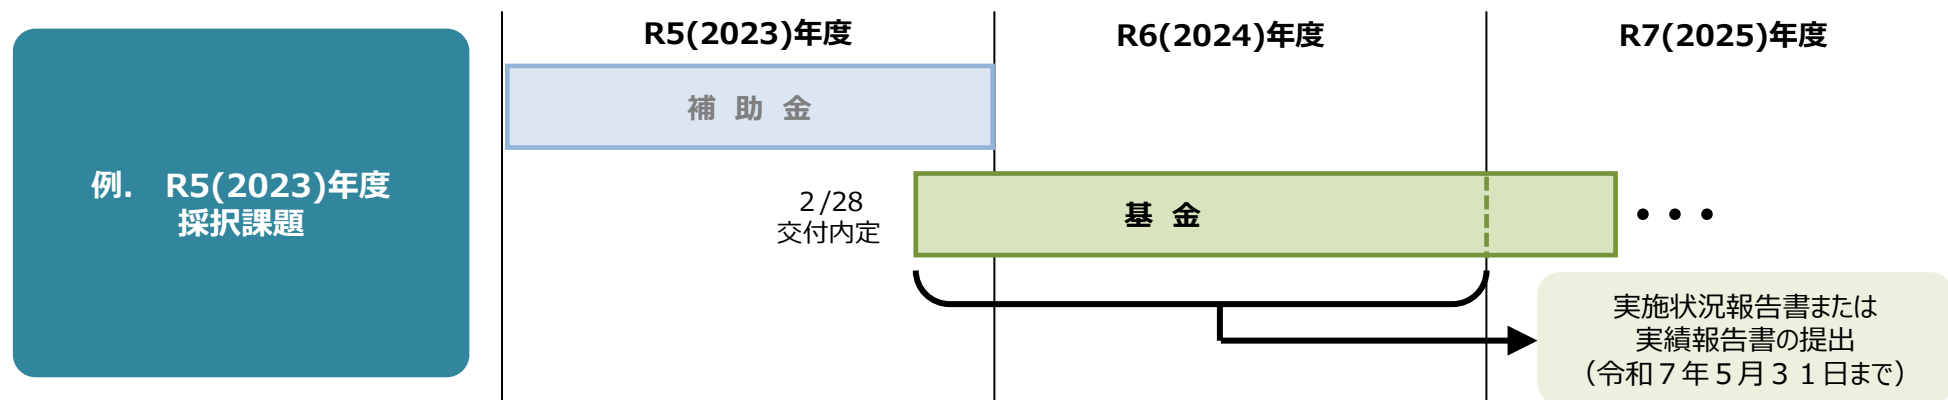 例.　R5(2023)年度
採択課題
R5(2023)年度
R6(2024)年度
R7(2025)年度
補 助 金
2/28
交付内定
基 金
・・・
実施状況報告書または
実績報告書の提出
（令和７年５月３１日まで）